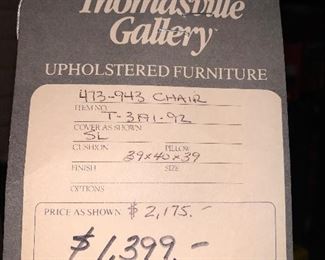 Thomasville
Gallery
UPHOLSTERED FURNITURE
473-943 CHAIR
ITEM NO.
T-3191-92
COVER AS SHOWN
SL
CUSHION PILLOW
39x40x39
FINISH SIZE
OPTIONS
PRICE AS SHOWN $2,175.-
$1,399.-